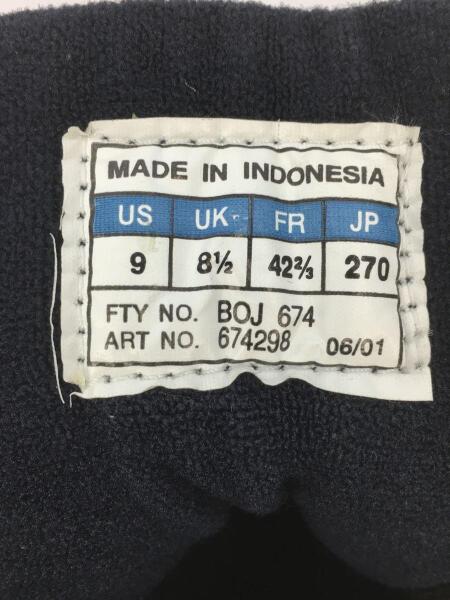 MADE IN INDONESIA
US UK FR JP
9 8½ 42⅔ 270
FTY NO. BOJ 674
ART NO. 674298 06/01